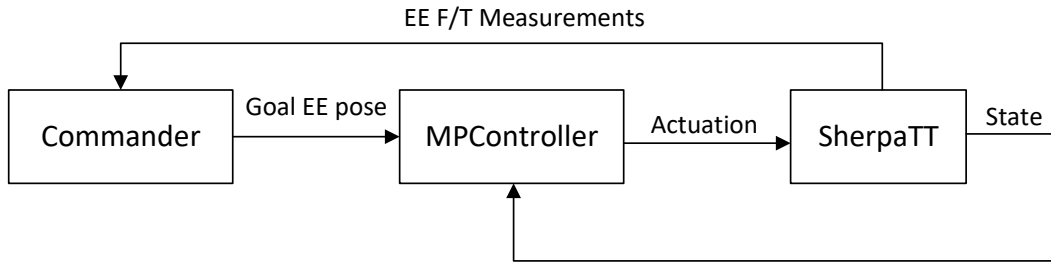 EE F/T Measurements
Goal EE pose
Commander
MPController
Actuation
SherpaTT
State